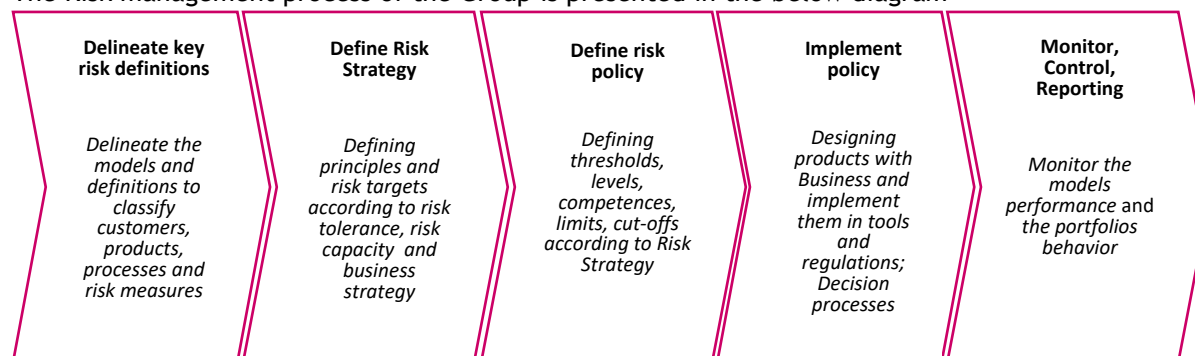 The Risk management process of the Group is presented in the below diagram
Delineate key
risk definitions
Delineate the
models and
definitions to
classify
customers,
products,
processes and
risk measures
Define Risk
Strategy
Defining
principles and
risk targets
according to risk
tolerance, risk
capacity and
business
strategy
Define risk
policy
Defining
thresholds,
levels,
competences,
limits, cut-offs
according to Risk
Strategy
Implement
policy
Designing
products with
Business and
implement
them in tools
and
regulations;
Decision
processes
Monitor,
Control,
Reporting
Monitor the
models
performance and
the portfolios
behavior